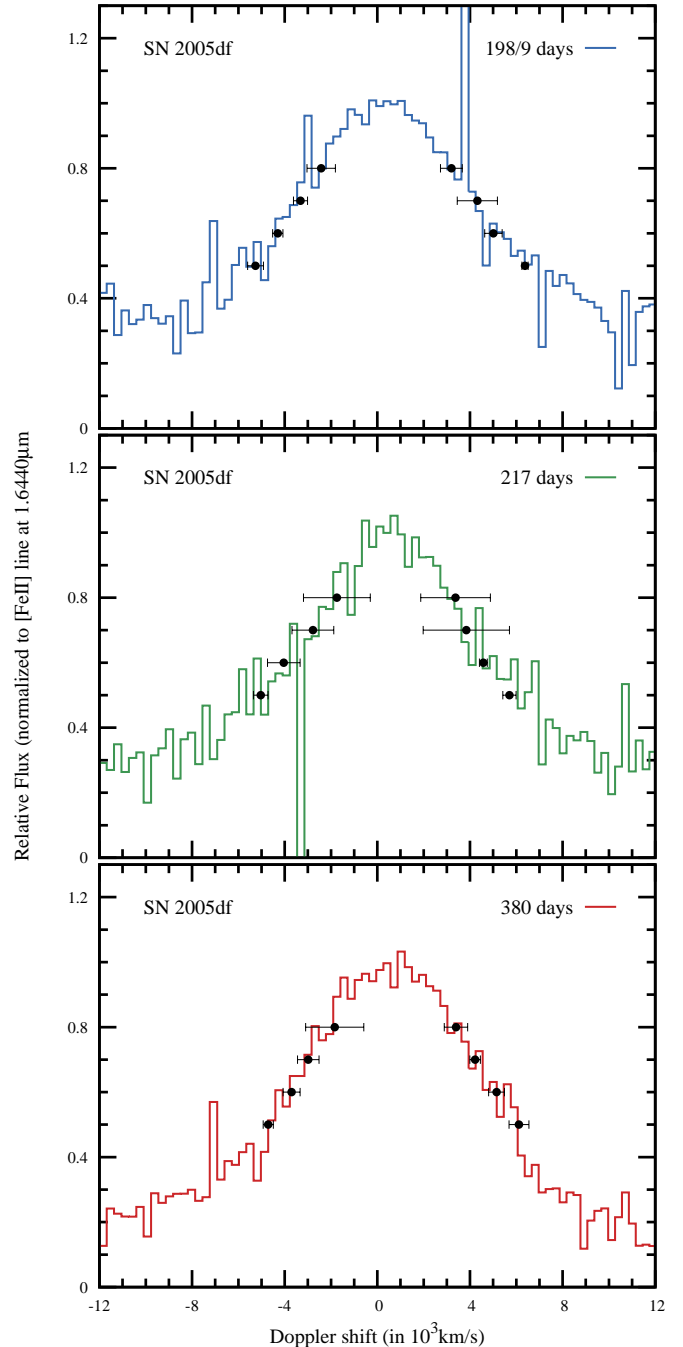 SN 2005df
198/9 days
1.2
0.8
0.4
0
SN 2005df
217 days
1.2
0.8
0.4
0
SN 2005df
380 days
1.2
0.8
0.4
0
-12 -8 -4 0 4 8 12
Doppler shift (in 10³km/s)
Relative Flux (normalized to [FeII] line at 1.6440μm